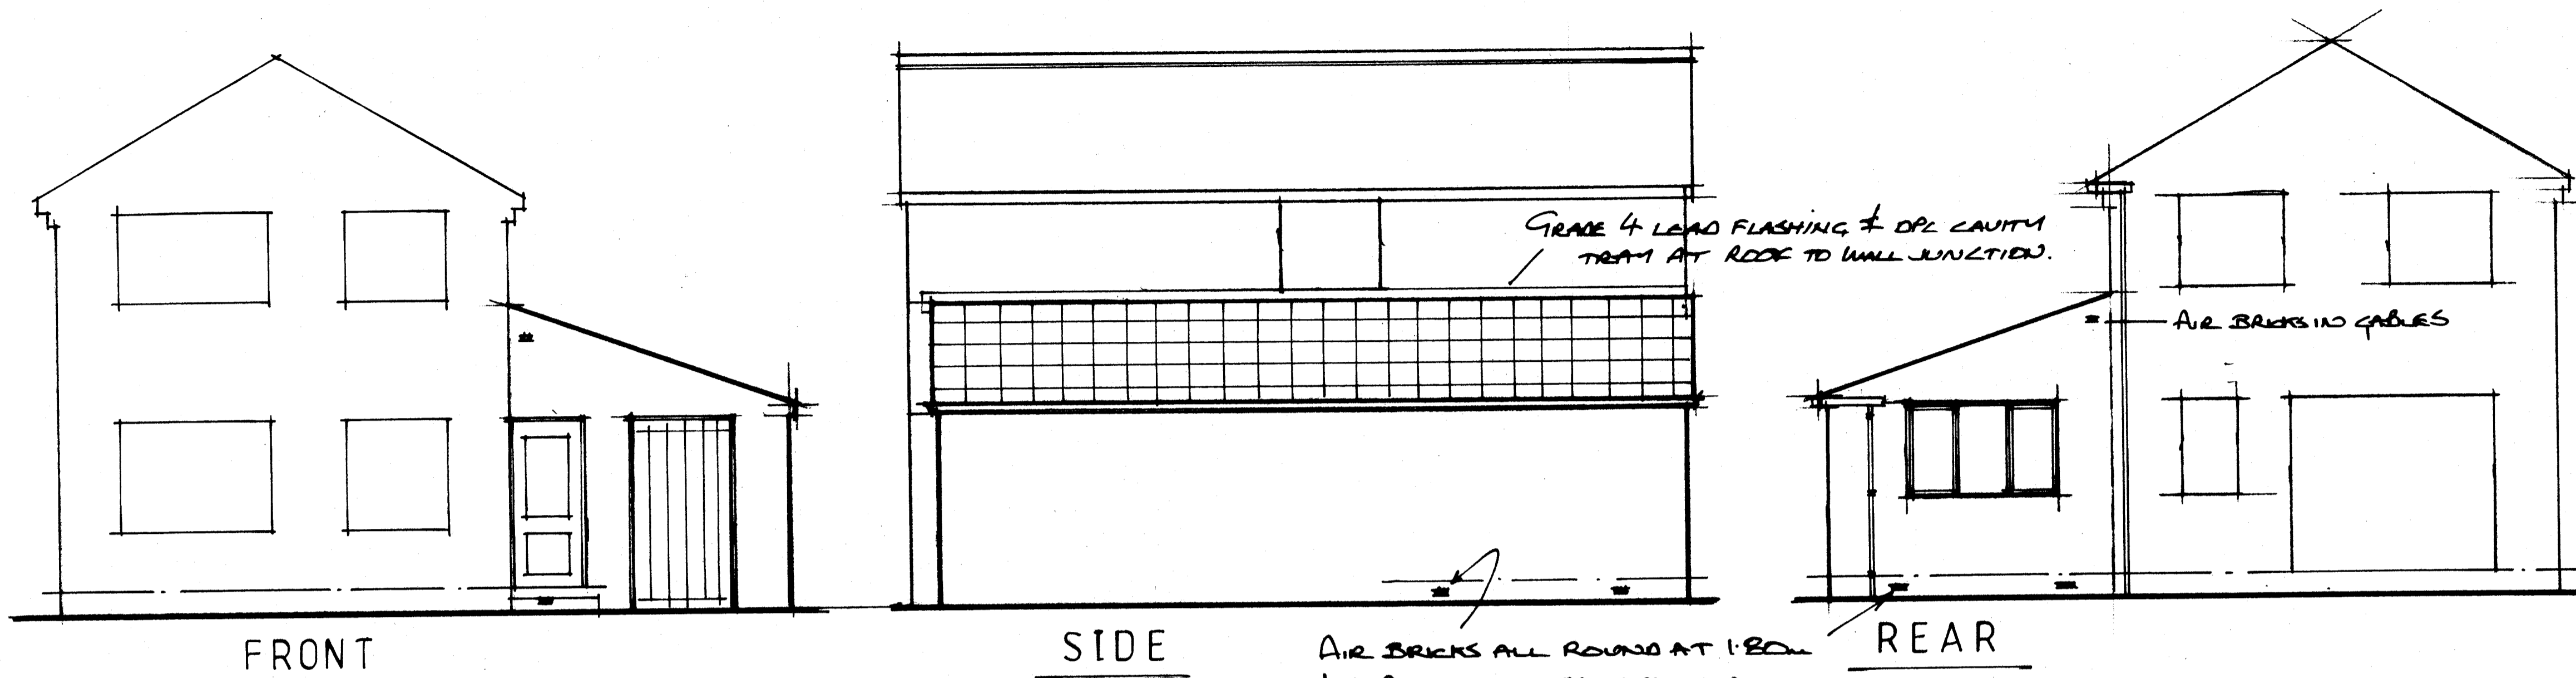 GRADE 4 LEAD FLASHING & DPC CAVITY
TRAY AT ROOF TO WALL JUNCTION.
AIR BRICKS IN GABLES
FRONT
SIDE
AIR BRICKS ALL ROUND AT 1.80m
REAR